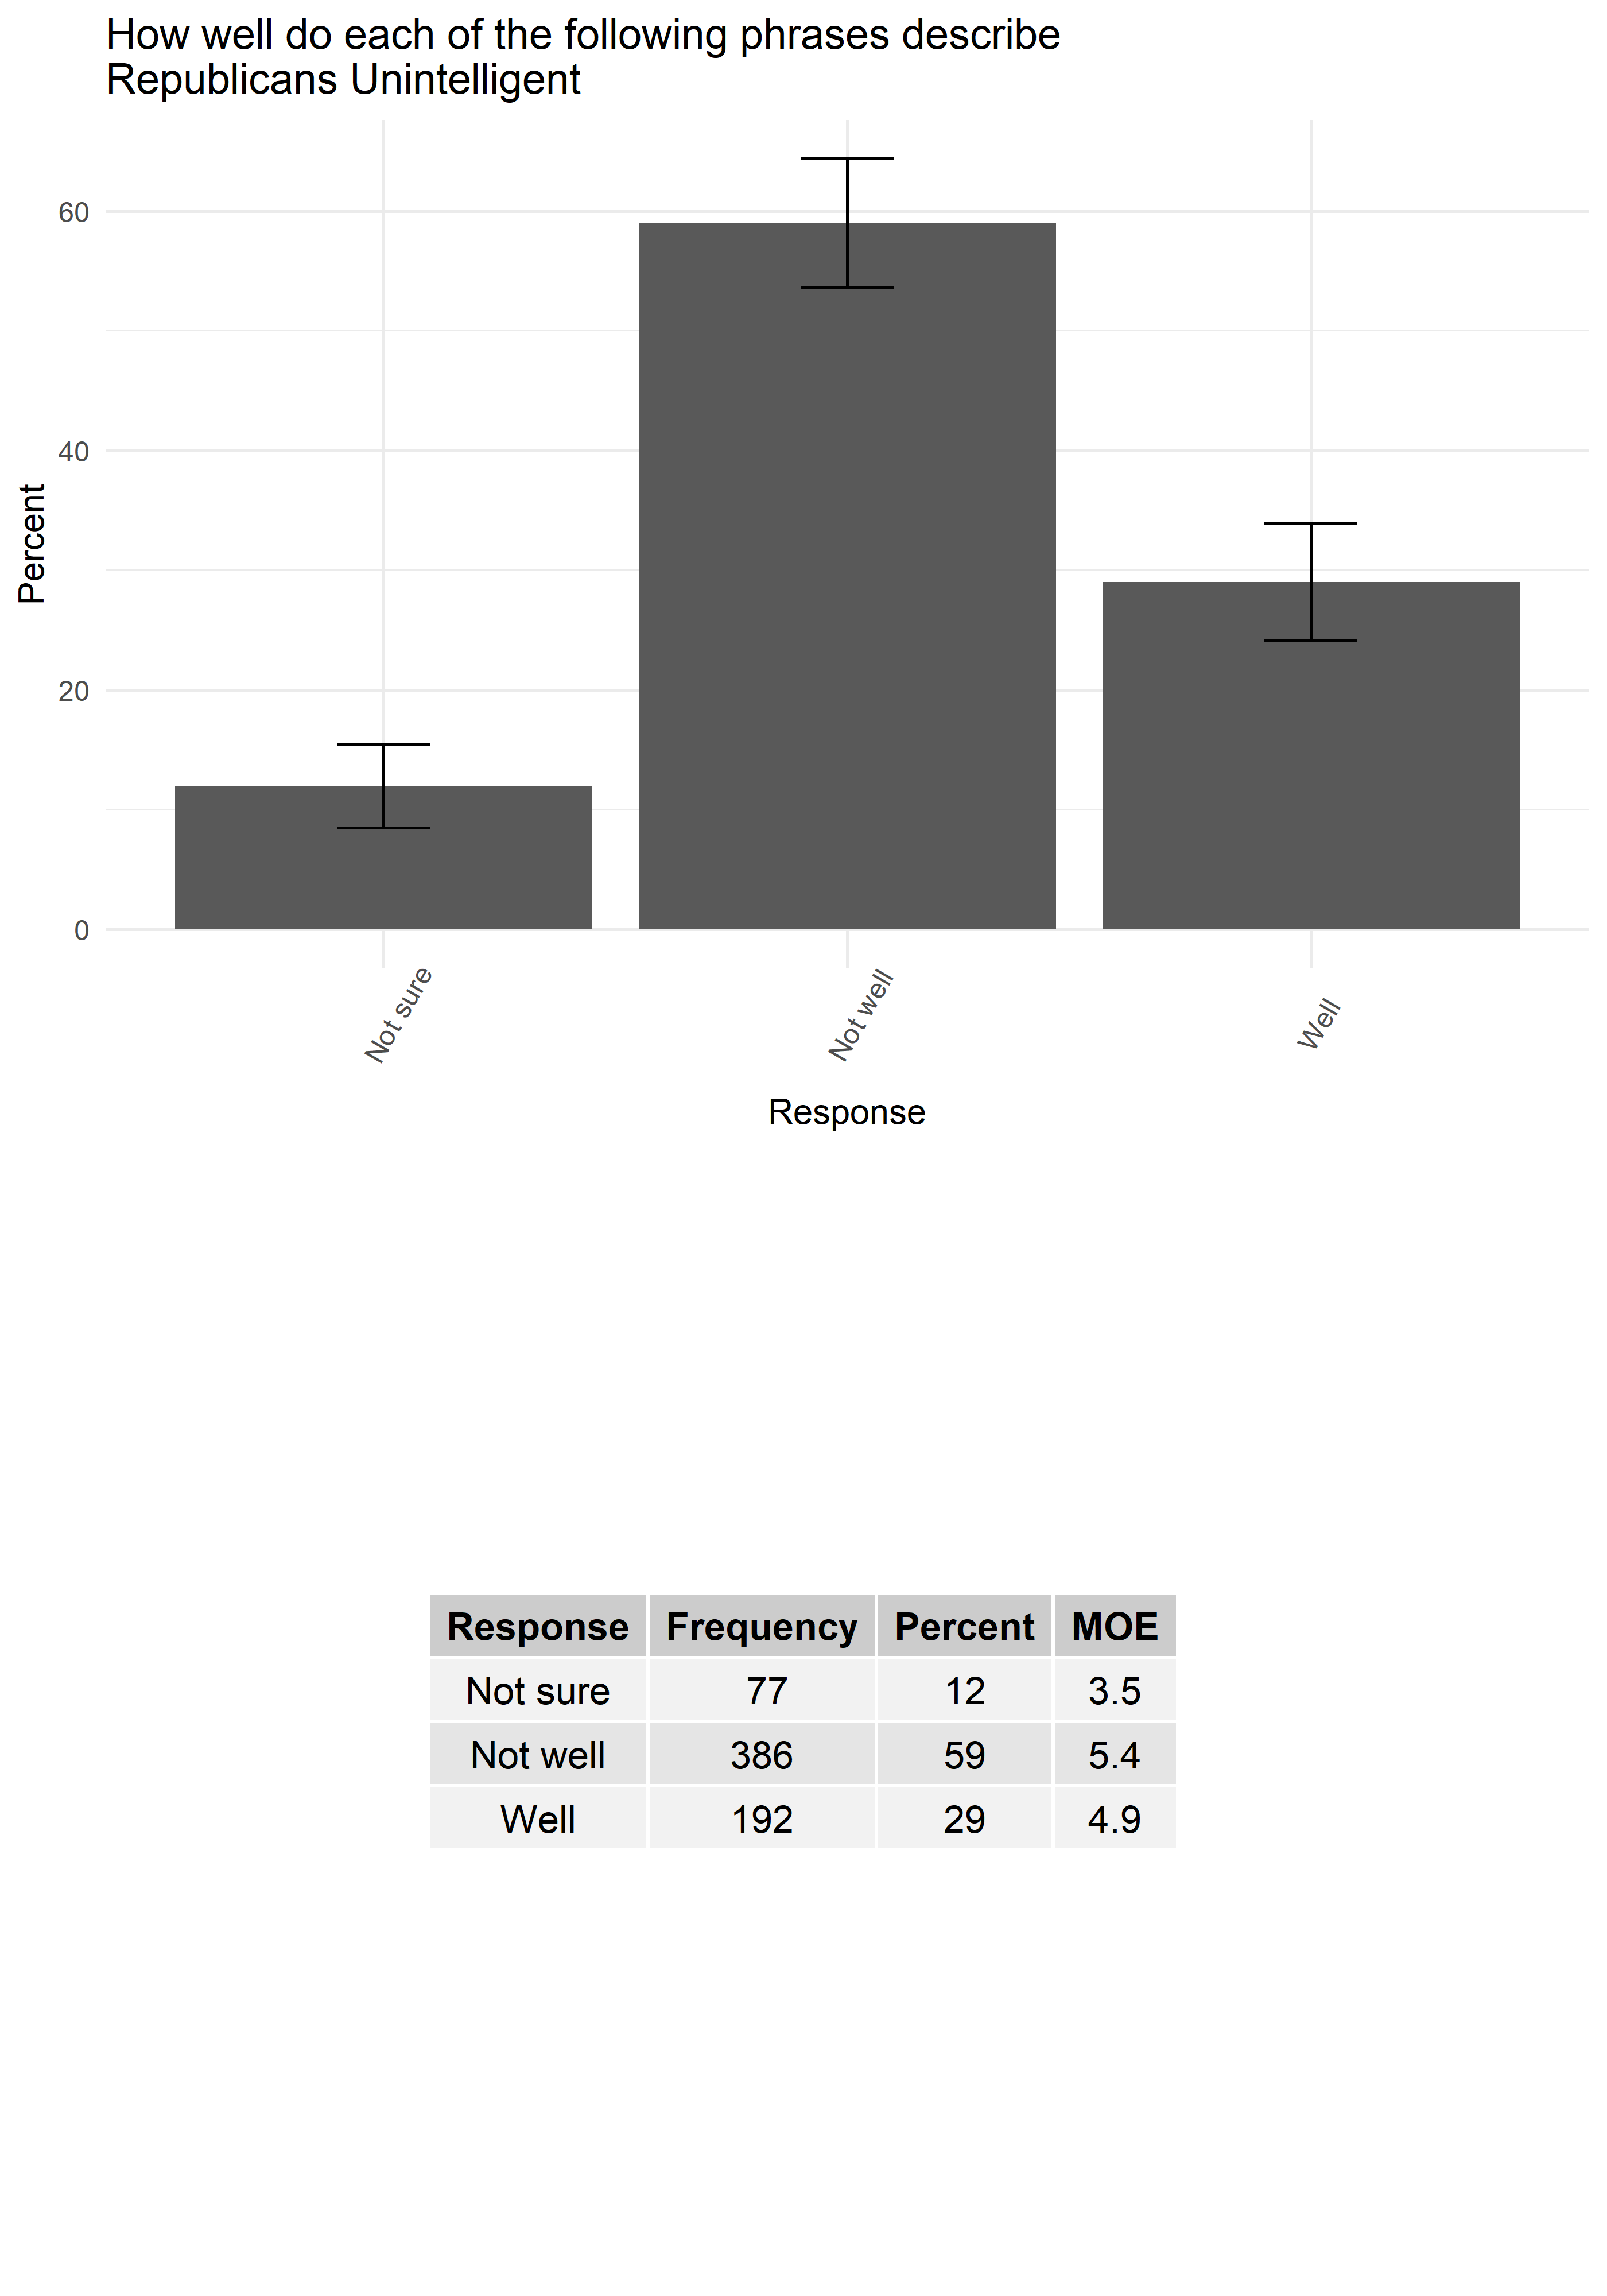 How well do each of the following phrases describe
Republicans Unintelligent
60
40
20
0
Percent
Not sure
Not well
Well
Response
Response Frequency Percent MOE
Not sure 77 12 3.5
Not well 386 59 5.4
Well 192 29 4.9